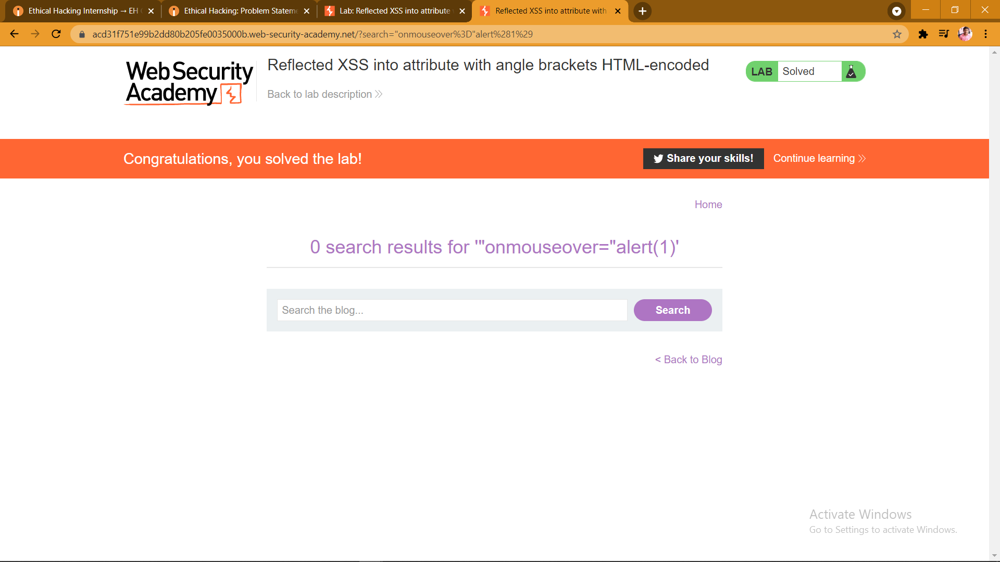 Ethical Hacking Internship → EH
Ethical Hacking: Problem Stateme
Lab: Reflected XSS into attribute
Reflected XSS into attribute with
acd31f751e99b2dd80b205fe0035000b.web-security-academy.net/?search="onmouseover%3D"alert%281%29
Web Security
Academy
Reflected XSS into attribute with angle brackets HTML-encoded
Back to lab description
LAB Solved
Congratulations, you solved the lab!
Share your skills!
Continue learning
Home
0 search results for '"onmouseover="alert(1)'
Search the blog...
Search
< Back to Blog
Activate Windows
Go to Settings to activate Windows.